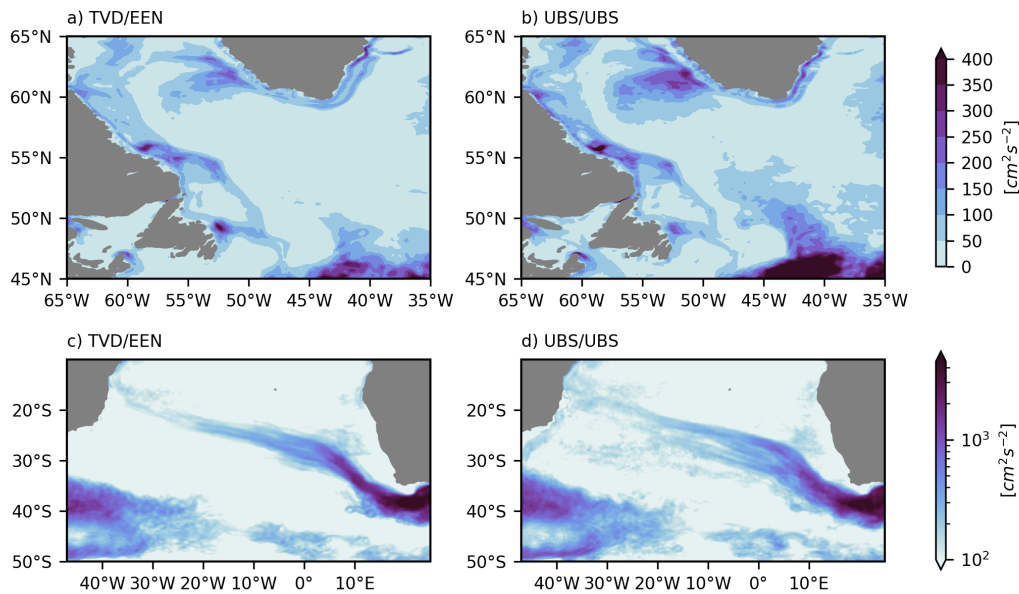 a) TVD/EEN
b) UBS/UBS
65°N
60°N
55°N
50°N
45°N
65°W 60°W 55°W 50°W 45°W 40°W 35°W
65°N
60°N
55°N
50°N
45°N
65°W 60°W 55°W 50°W 45°W 40°W 35°W
400
350
300
250
200
150
100
50
0
[cm²s⁻²]
c) TVD/EEN
d) UBS/UBS
20°S
30°S
40°S
50°S
40°W 30°W 20°W 10°W 0° 10°E
20°S
30°S
40°S
50°S
40°W 30°W 20°W 10°W 0° 10°E
10³
10²
[cm²s⁻²]